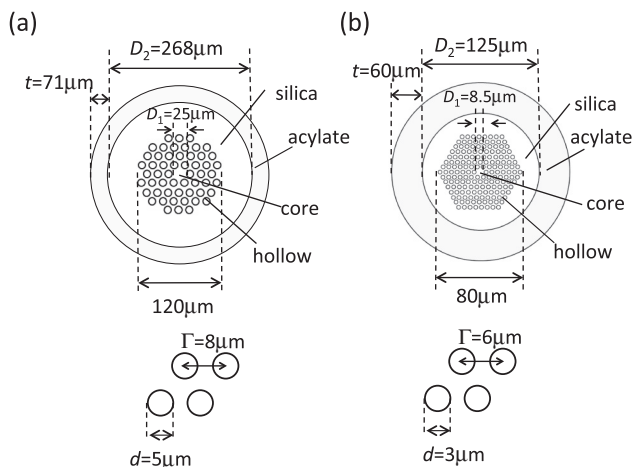 (a)
D₂=268μm
t=71μm
silica
D₁=25μm
acylate
core
hollow
120μm
Γ=8μm
d=5μm
(b)
D₂=125μm
t=60μm
silica
D₁=8.5μm
acylate
core
hollow
80μm
Γ=6μm
d=3μm